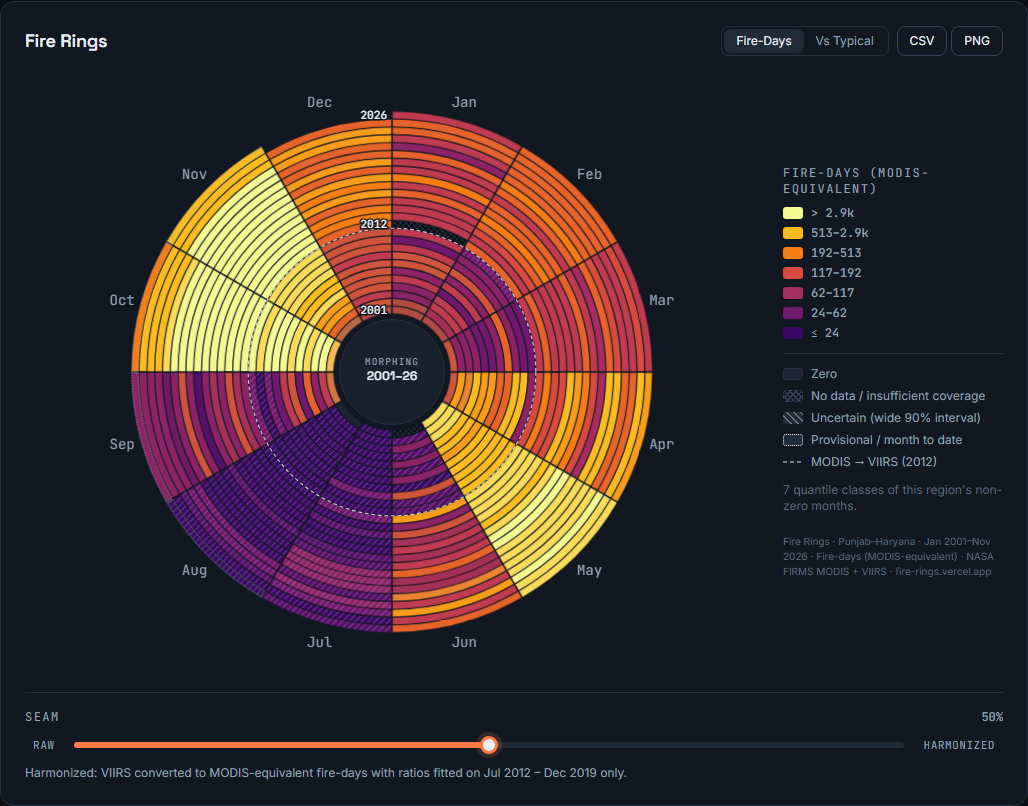 Fire Rings
Fire-Days
Vs Typical
CSV
PNG
Dec
Jan
2026
Nov
Feb
2012
Oct
Mar
2001
MORPHING
2001–26
Sep
Apr
Aug
May
Jul
Jun
FIRE-DAYS (MODIS-
EQUIVALENT)
> 2.9k
513–2.9k
192–513
117–192
62–117
24–62
≤ 24
Zero
No data / insufficient coverage
Uncertain (wide 90% interval)
Provisional / month to date
MODIS → VIIRS (2012)
7 quantile classes of this region's non-
zero months.
Fire Rings · Punjab–Haryana · Jan 2001–Nov
2026 · Fire-days (MODIS-equivalent) · NASA
FIRMS MODIS + VIIRS · fire-rings.vercel.app
SEAM
50%
RAW
HARMONIZED
Harmonized: VIIRS converted to MODIS-equivalent fire-days with ratios fitted on Jul 2012 – Dec 2019 only.